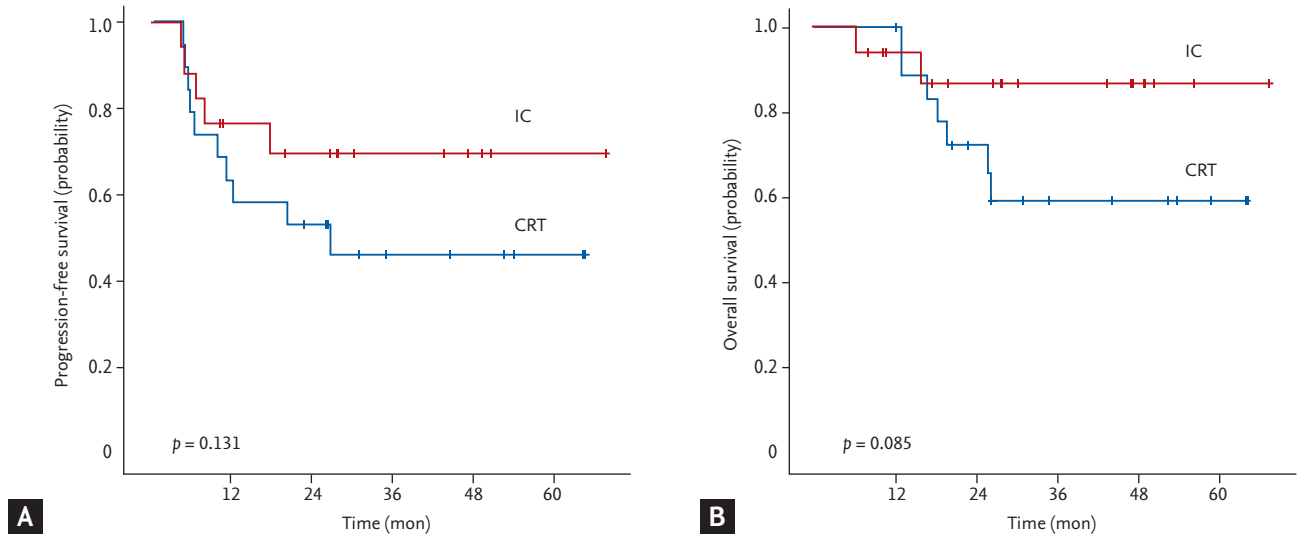 1.0
0.8
0.6
0.4
0.2
0
Progression-free survival (probability)
IC
CRT
p = 0.131
12 24 36 48 60
Time (mon)
A
1.0
0.8
0.6
0.4
0.2
0
Overall survival (probability)
IC
CRT
p = 0.085
12 24 36 48 60
Time (mon)
B